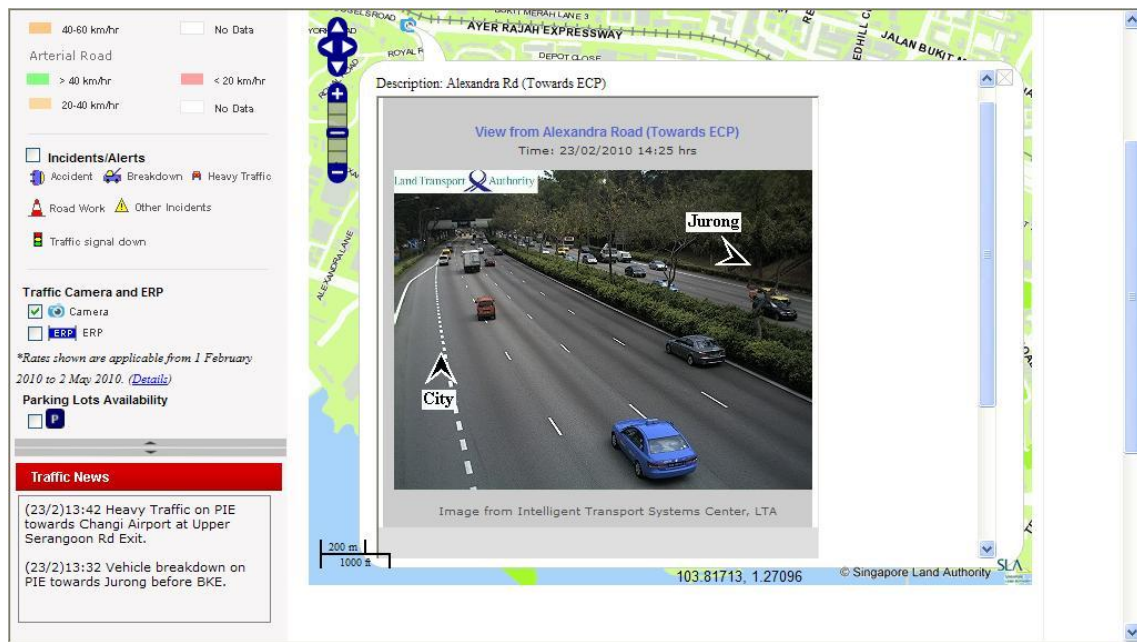 40-60 km/hr No Data
Arterial Road
> 40 km/hr < 20 km/hr
20-40 km/hr No Data
Incidents/Alerts
Accident Breakdown Heavy Traffic
Road Work Other Incidents
Traffic signal down
Traffic Camera and ERP
Camera
ERP ERP
*Rates shown are applicable from 1 February
2010 to 2 May 2010. (Details)
Parking Lots Availability
P
Traffic News
(23/2)13:42 Heavy Traffic on PIE
towards Changi Airport at Upper
Serangoon Rd Exit.
(23/2)13:32 Vehicle breakdown on
PIE towards Jurong before BKE.
BUKIT MERAH LANE 3
AYER RAJAH EXPRESSWAY
DEPOT CLOSE
JALAN BUKIT
ALEXANDRA LANE
Description: Alexandra Rd (Towards ECP)
View from Alexandra Road (Towards ECP)
Time: 23/02/2010 14:25 hrs
Land Transport Authority
Jurong
City
Image from Intelligent Transport Systems Center, LTA
200 m
1000 ft
103.81713, 1.27096
© Singapore Land Authority
SLA